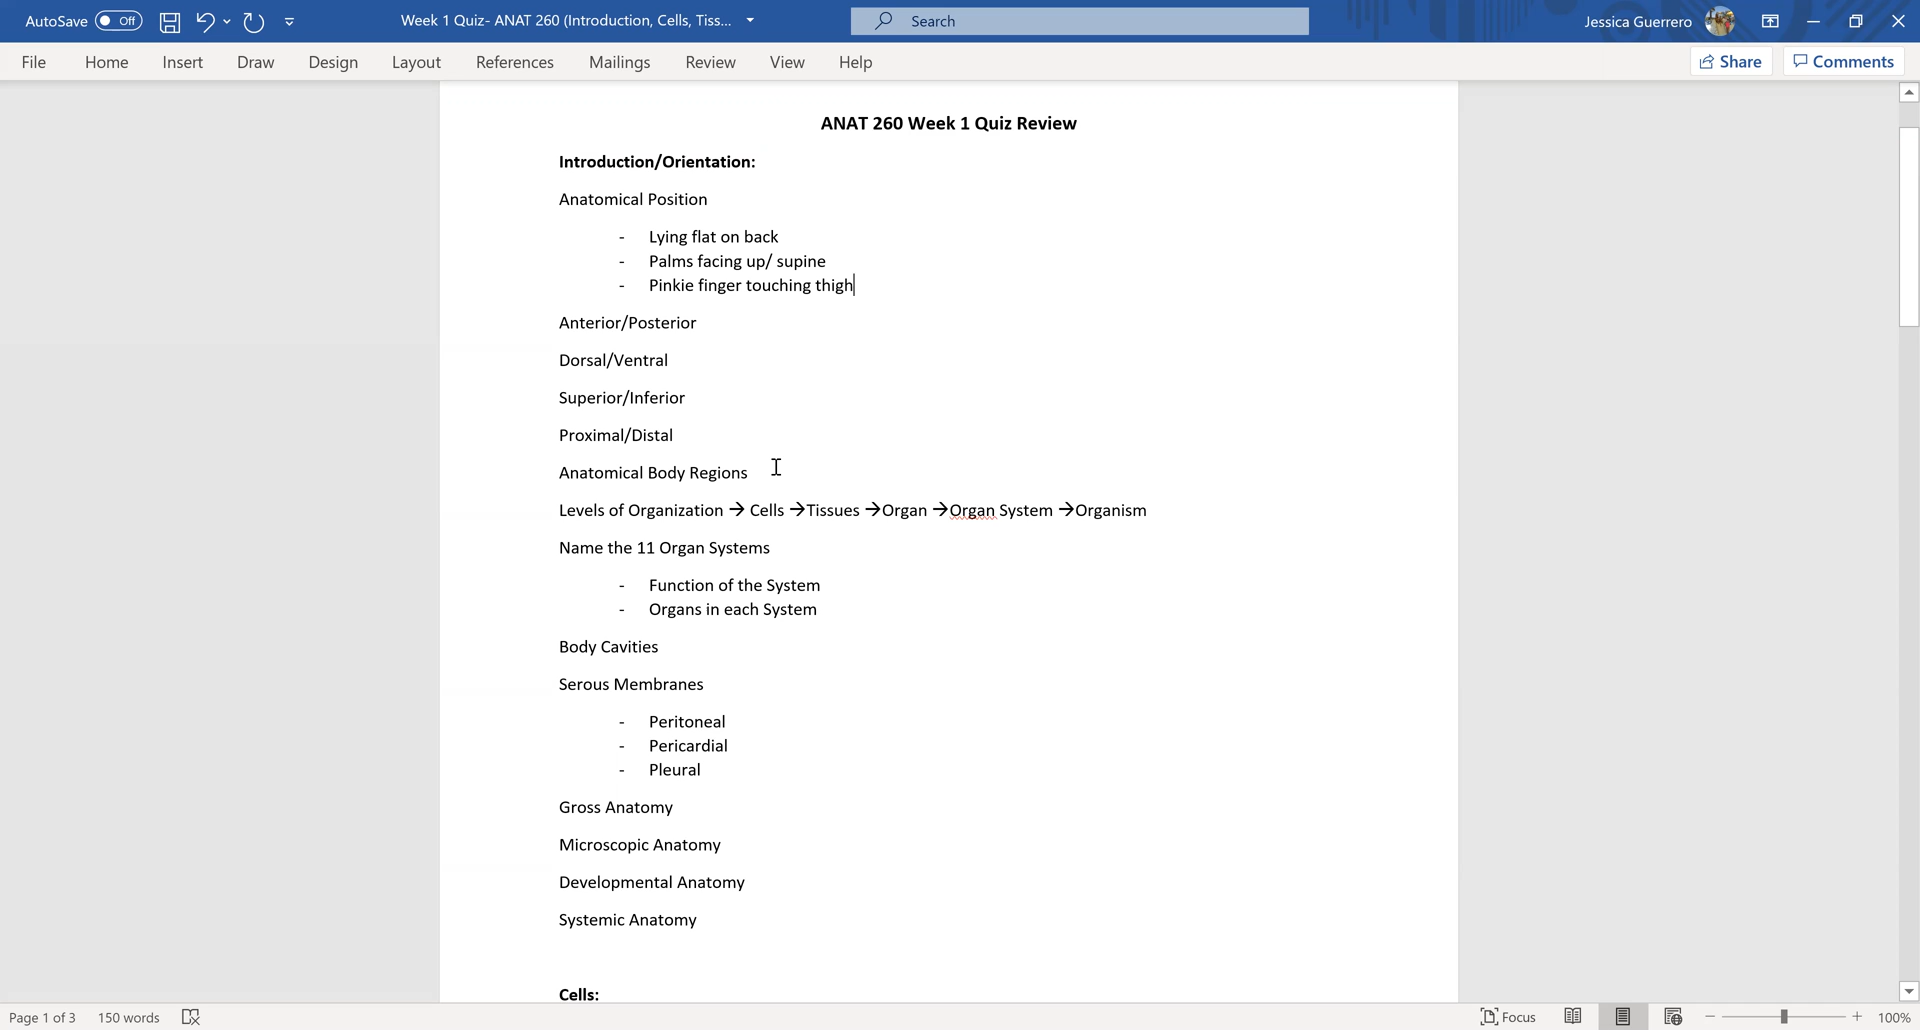 AutoSave Off Week 1 Quiz- ANAT 260 (Introduction, Cells, Tiss... Search Jessica Guerrero
File Home Insert Draw Design Layout References Mailings Review View Help Share Comments
ANAT 260 Week 1 Quiz Review
Introduction/Orientation:
Anatomical Position
- Lying flat on back
- Palms facing up/ supine
- Pinkie finger touching thigh
Anterior/Posterior
Dorsal/Ventral
Superior/Inferior
Proximal/Distal
Anatomical Body Regions
Levels of Organization → Cells →Tissues →Organ →Organ System →Organism
Name the 11 Organ Systems
- Function of the System
- Organs in each System
Body Cavities
Serous Membranes
- Peritoneal
- Pericardial
- Pleural
Gross Anatomy
Microscopic Anatomy
Developmental Anatomy
Systemic Anatomy
Cells:
Page 1 of 3 150 words Focus 100%